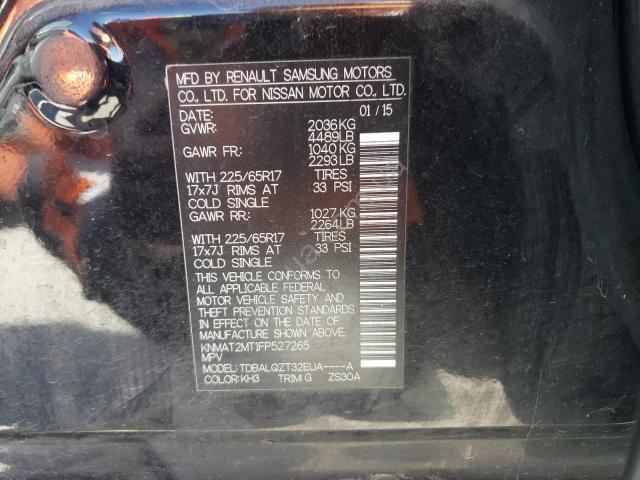 MFD BY RENAULT SAMSUNG MOTORS
CO., LTD. FOR NISSAN MOTOR CO., LTD.
DATE: 01/15
GVWR: 2036KG
4489LB
GAWR FR: 1040KG
2293LB
WITH 225/65R17 TIRES
17x7J RIMS AT 33 PSI
COLD SINGLE
GAWR RR: 1027KG
2264LB
WITH 225/65R17 TIRES
17x7J RIMS AT 33 PSI
COLD SINGLE
THIS VEHICLE CONFORMS TO
ALL APPLICABLE FEDERAL
MOTOR VEHICLE SAFETY AND
THEFT PREVENTION STANDARDS
IN EFFECT ON THE DATE OF
MANUFACTURE SHOWN ABOVE.
KNMAT2MT1FP527265
MPV
MODEL: TDBALQZT32EUA----A
COLOR: KH3 TRIM: G ZS30A